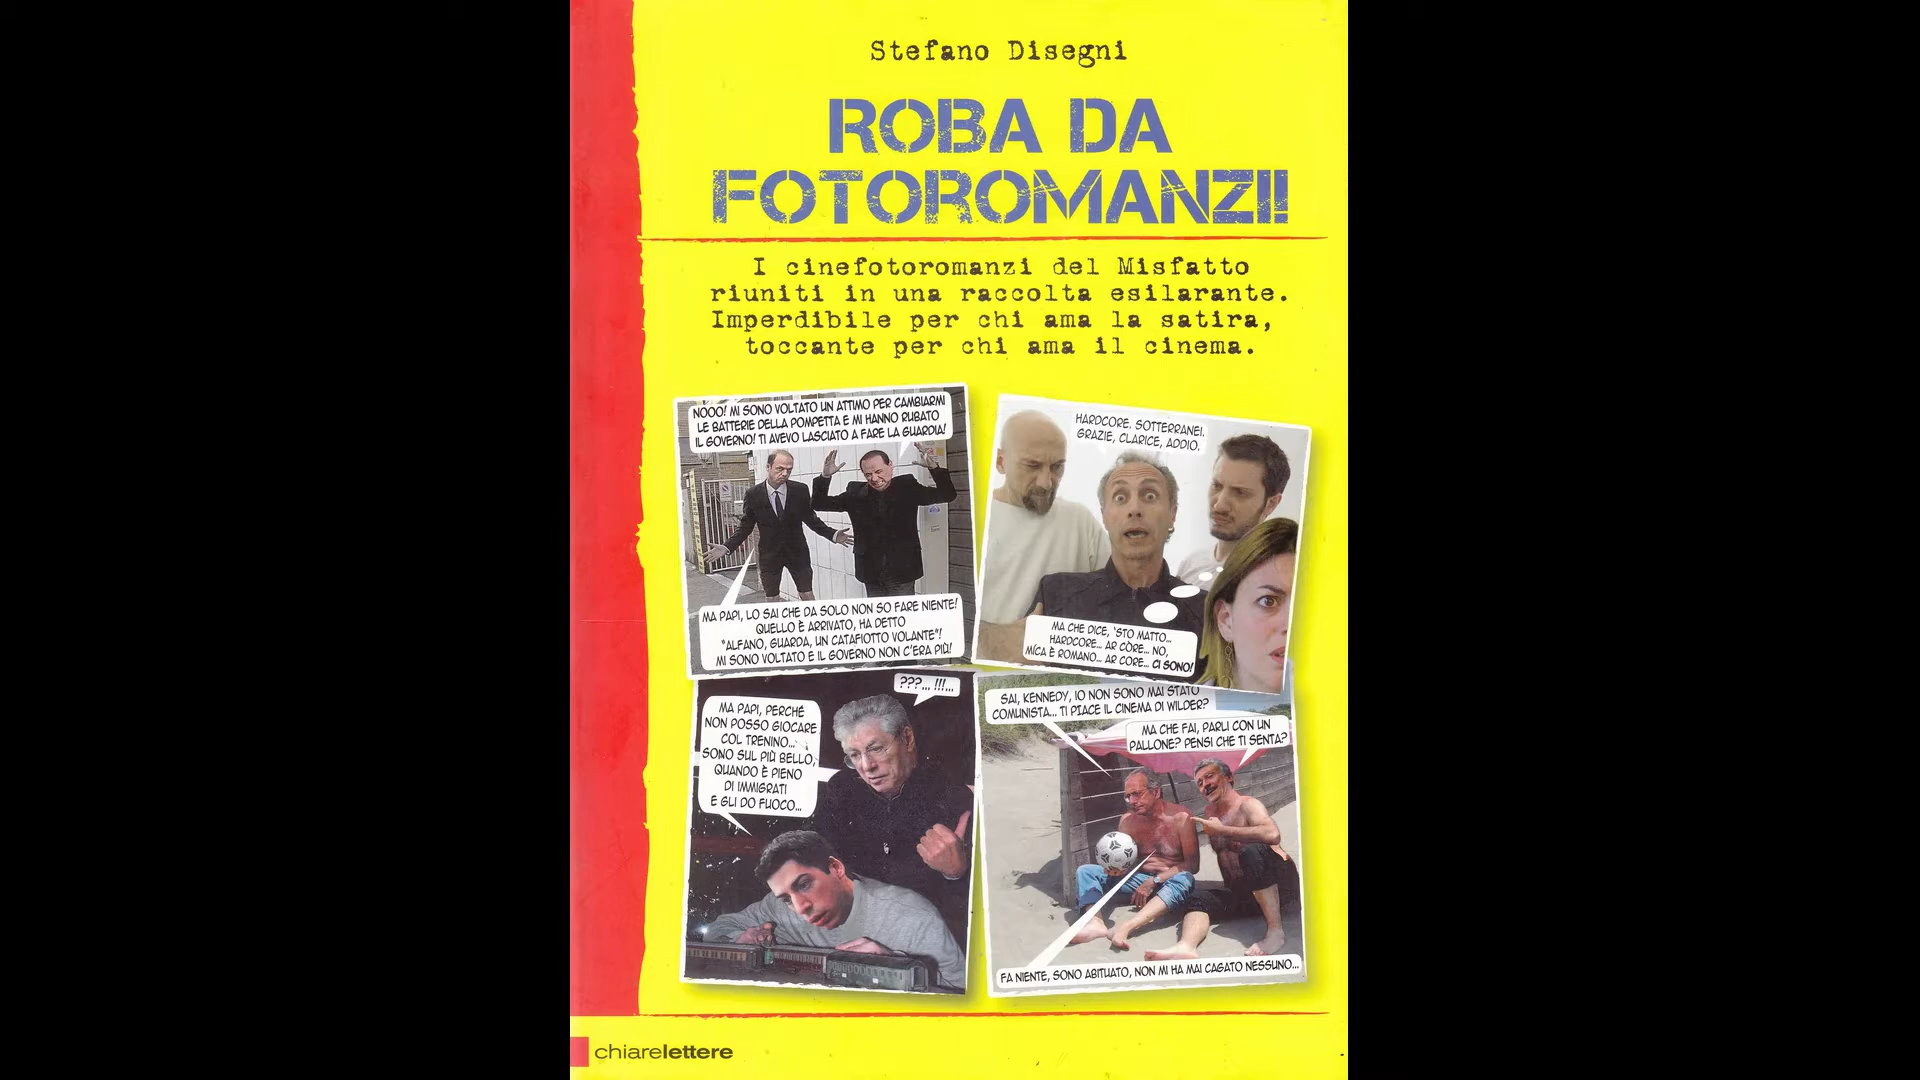 Stefano Disegni
ROBA DA
FOTOROMANZI!
I cinefotoromanzi del Misfatto
riuniti in una raccolta esilarante.
Imperdibile per chi ama la satira,
toccante per chi ama il cinema.
NOOO! MI SONO VOLTATO UN ATTIMO PER CAMBIARMI
LE BATTERIE DELLA POMPETTA E MI HANNO RUBATO
IL GOVERNO! TI AVEVO LASCIATO A FARE LA GUARDIA!
MA PAPI, LO SAI CHE DA SOLO NON SO FARE NIENTE!
QUELLO È ARRIVATO, HA DETTO
"ALFANO, GUARDA, UN CATAFIOTTO VOLANTE"!
MI SONO VOLTATO E IL GOVERNO NON C'ERA PIÙ!
HARDCORE. SOTTERRANEI.
GRAZIE, CLARICE, ADDIO.
MA CHE DICE, 'STO MATTO...
HARDCORE... AR CÒRE... NO,
MÍCA È ROMANO... AR CORE... CI SONO!
???... !!!...
MA PAPI, PERCHÉ
NON POSSO GIOCARE
COL TRENINO...
SONO SUL PIÙ BELLO,
QUANDO È PIENO
DI IMMIGRATI
E GLI DO FUOCO...
SAI, KENNEDY, IO NON SONO MAI STATO
COMUNISTA... TI PIACE IL CINEMA DI WILDER?
MA CHE FAI, PARLI CON UN
PALLONE? PENSI CHE TI SENTA?
FA NIENTE, SONO ABITUATO, NON MI HA MAI CAGATO NESSUNO...
chiarelettere